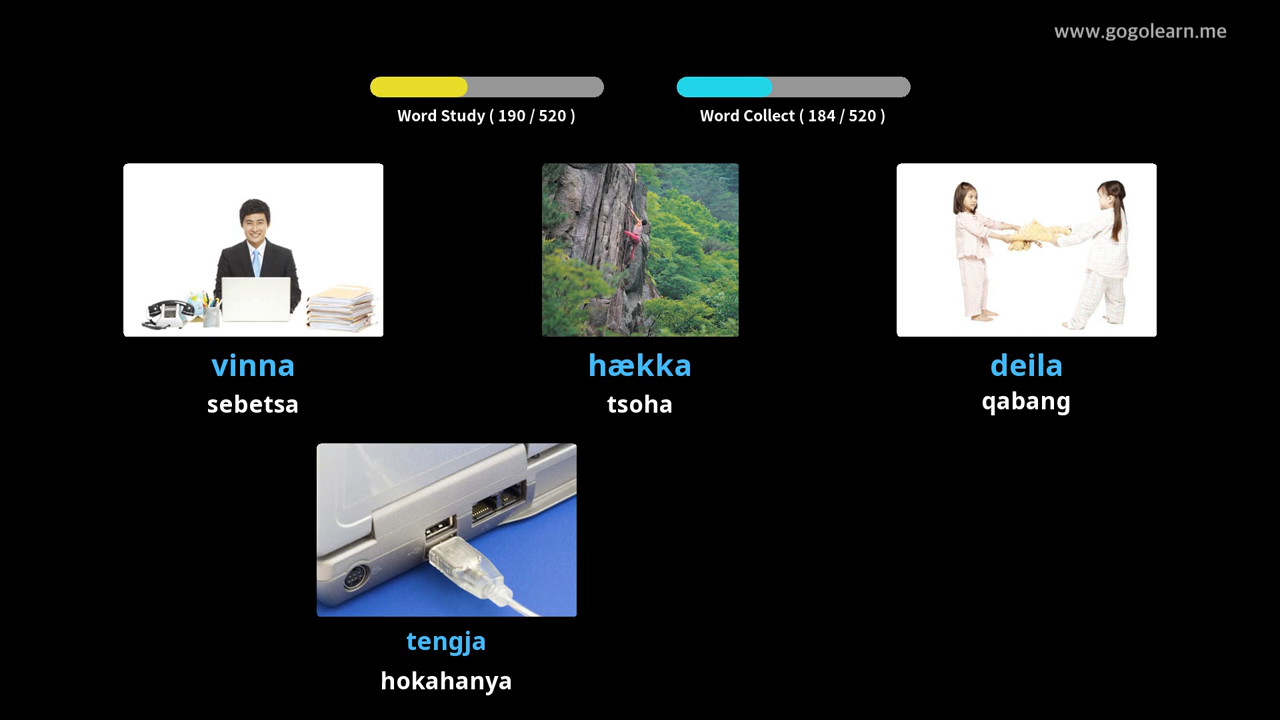 www.gogolearn.me
Word Study ( 190 / 520 )
Word Collect ( 184 / 520 )
vinna
sebetsa
hækka
tsoha
deila
qabang
tengja
hokahanya